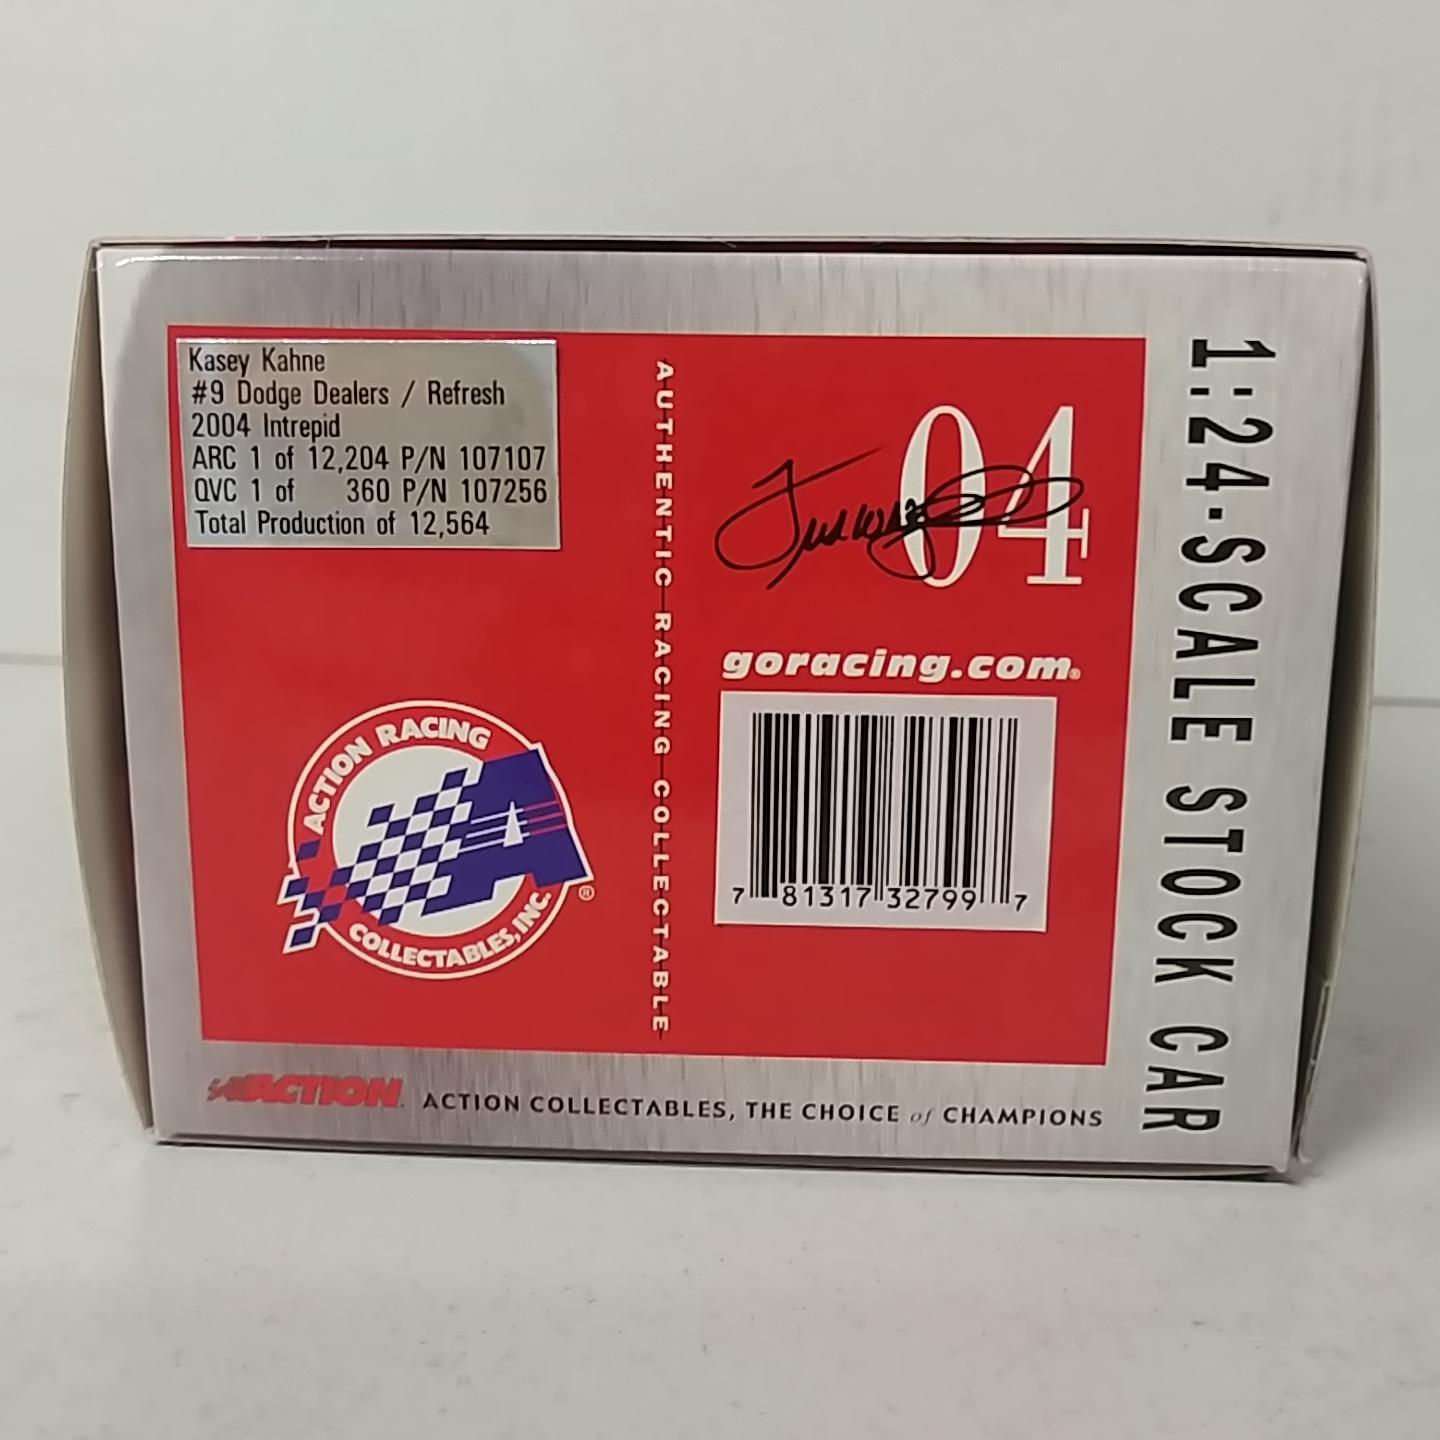 Kasey Kahne
#9 Dodge Dealers / Refresh
2004 Intrepid
ARC 1 of 12,204 P/N 107107
QVC 1 of 360 P/N 107256
Total Production of 12,564
AUTHENTIC RACING COLLECTABLE
04
goracing.com®
7 81317 32799 7
ACTION RACING
COLLECTABLES, INC.
®
1:24-SCALE STOCK CAR
ACTION
ACTION COLLECTABLES, THE CHOICE of CHAMPIONS